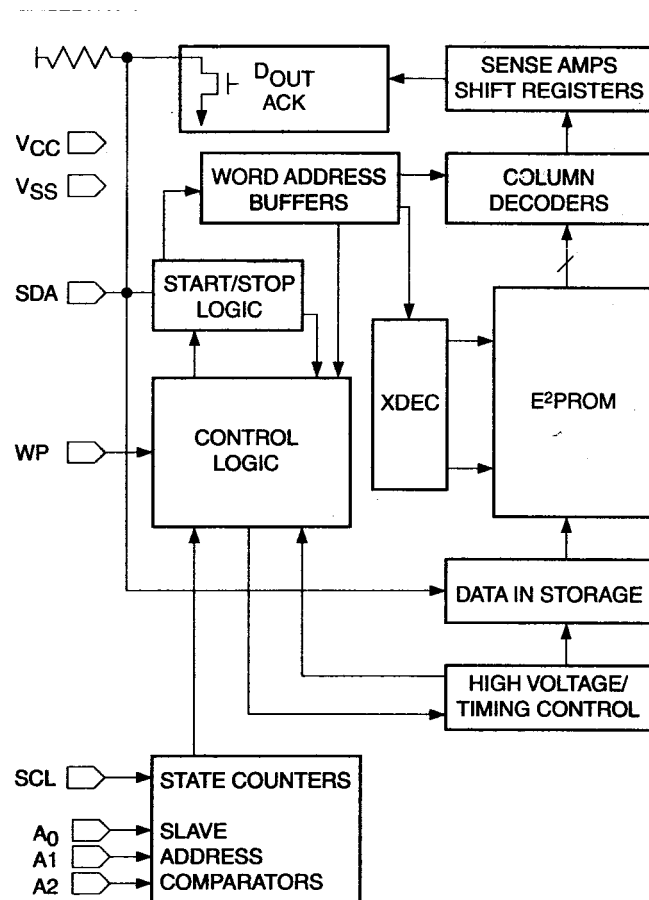 DOUT
ACK
SENSE AMPS
SHIFT REGISTERS
VCC
VSS
WORD ADDRESS
BUFFERS
COLUMN
DECODERS
SDA
START/STOP
LOGIC
XDEC
E²PROM
WP
CONTROL
LOGIC
DATA IN STORAGE
HIGH VOLTAGE/
TIMING CONTROL
SCL
STATE COUNTERS
A0
SLAVE
A1
ADDRESS
A2
COMPARATORS